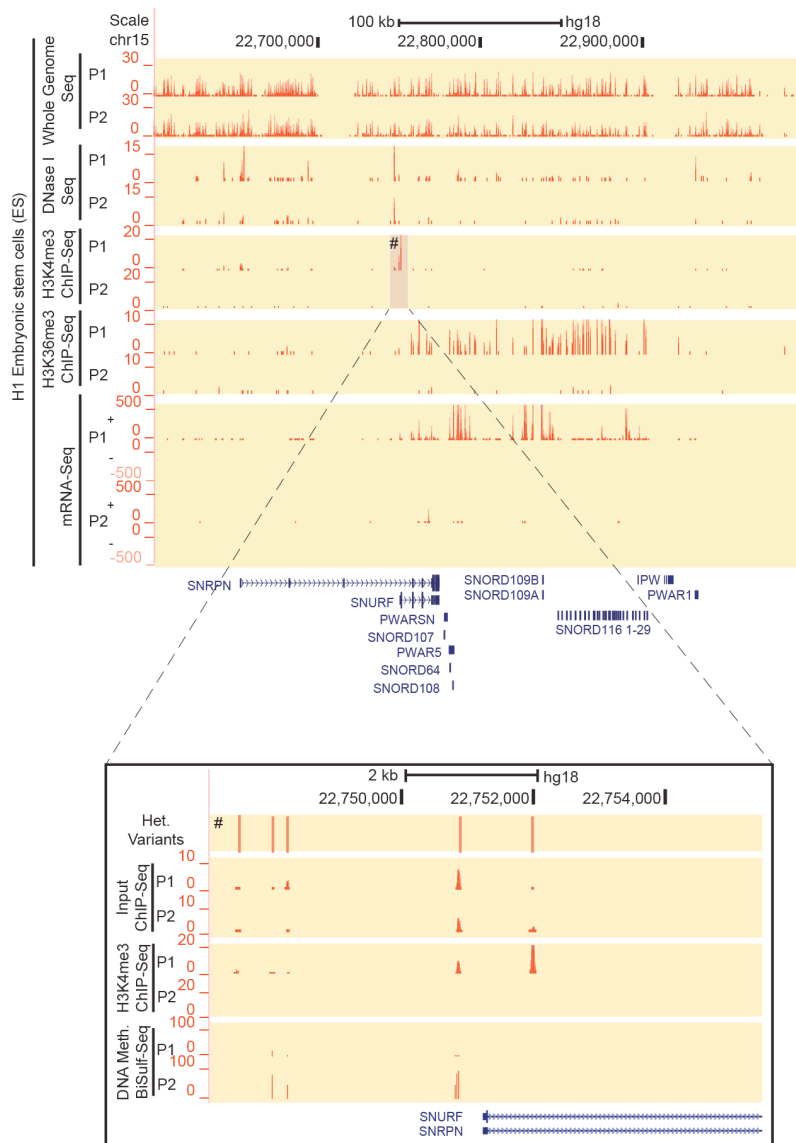 Scale 100 kb hg18
chr15 22,700,000 22,800,000 22,900,000
H1 Embryonic stem cells (ES)
Whole Genome Seq
P1 30 0
P2 30 0
DNase I Seq
P1 15 0
P2 15 0
H3K4me3 ChIP-Seq
P1 20 0 #
P2 20 0
H3K36me3 ChIP-Seq
P1 10 0
P2 10 0
mRNA-Seq
P1 + 500 0 - -500
P2 + 500 0 - -500
SNRPN SNORD109B IPW
SNURF SNORD109A PWAR1
PWARSN SNORD116 1-29
SNORD107
PWAR5
SNORD64
SNORD108
2 kb hg18
22,750,000 22,752,000 22,754,000
Het. Variants #
Input ChIP-Seq
P1 10 0
P2 10 0
H3K4me3 ChIP-Seq
P1 20 0
P2 20 0
DNA Meth. BiSulf-Seq
P1 100
P2 100 0
SNURF
SNRPN